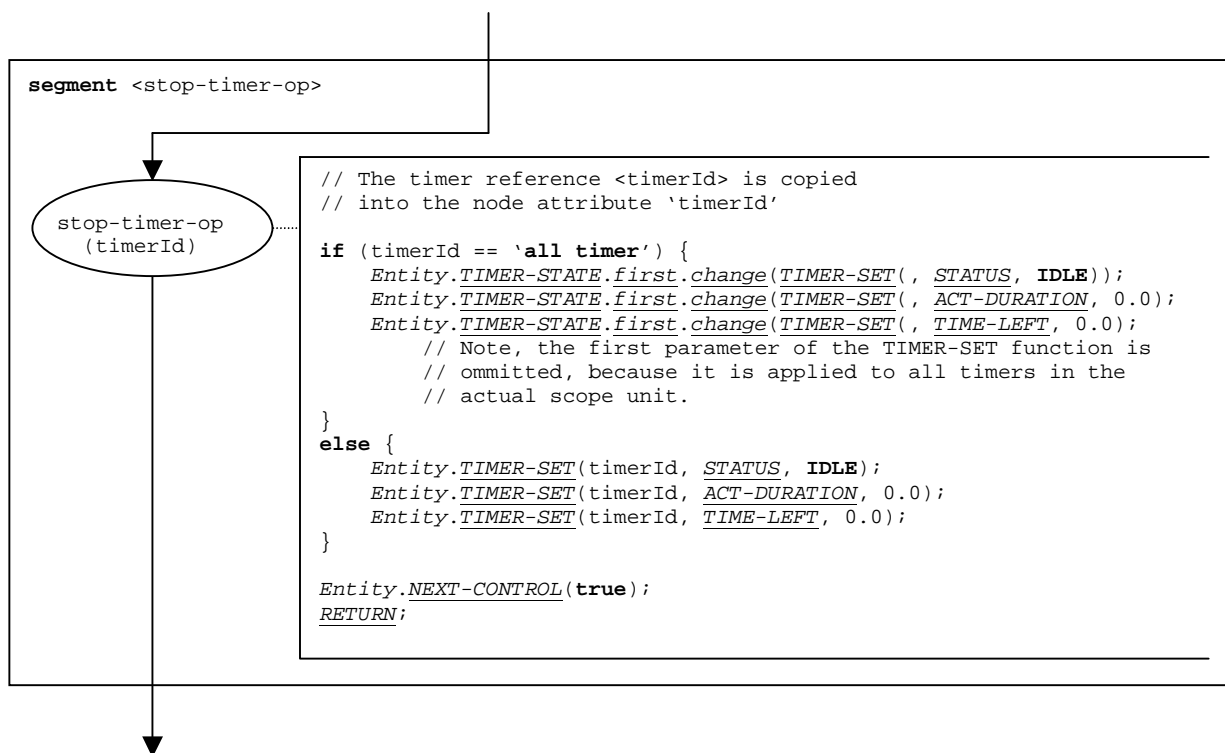 segment <stop-timer-op>
stop-timer-op
(timerId)
// The timer reference <timerId> is copied
// into the node attribute ‘timerId’
if (timerId == ‘all timer’) {
Entity.TIMER-STATE.first.change(TIMER-SET(, STATUS, IDLE));
Entity.TIMER-STATE.first.change(TIMER-SET(, ACT-DURATION, 0.0);
Entity.TIMER-STATE.first.change(TIMER-SET(, TIME-LEFT, 0.0);
// Note, the first parameter of the TIMER-SET function is
// ommitted, because it is applied to all timers in the
// actual scope unit.
}
else {
Entity.TIMER-SET(timerId, STATUS, IDLE);
Entity.TIMER-SET(timerId, ACT-DURATION, 0.0);
Entity.TIMER-SET(timerId, TIME-LEFT, 0.0);
}
Entity.NEXT-CONTROL(true);
RETURN;